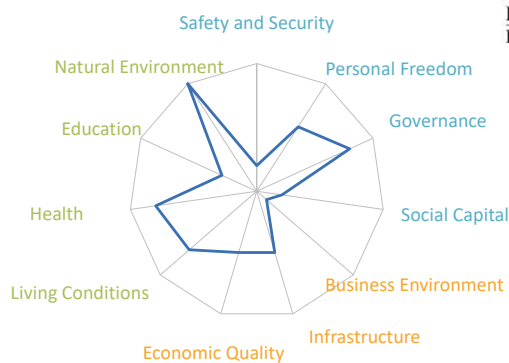 Safety and Security
Natural Environment
Personal Freedom
Education
Governance
Health
Social Capital
Living Conditions
Business Environment
Infrastructure
Economic Quality